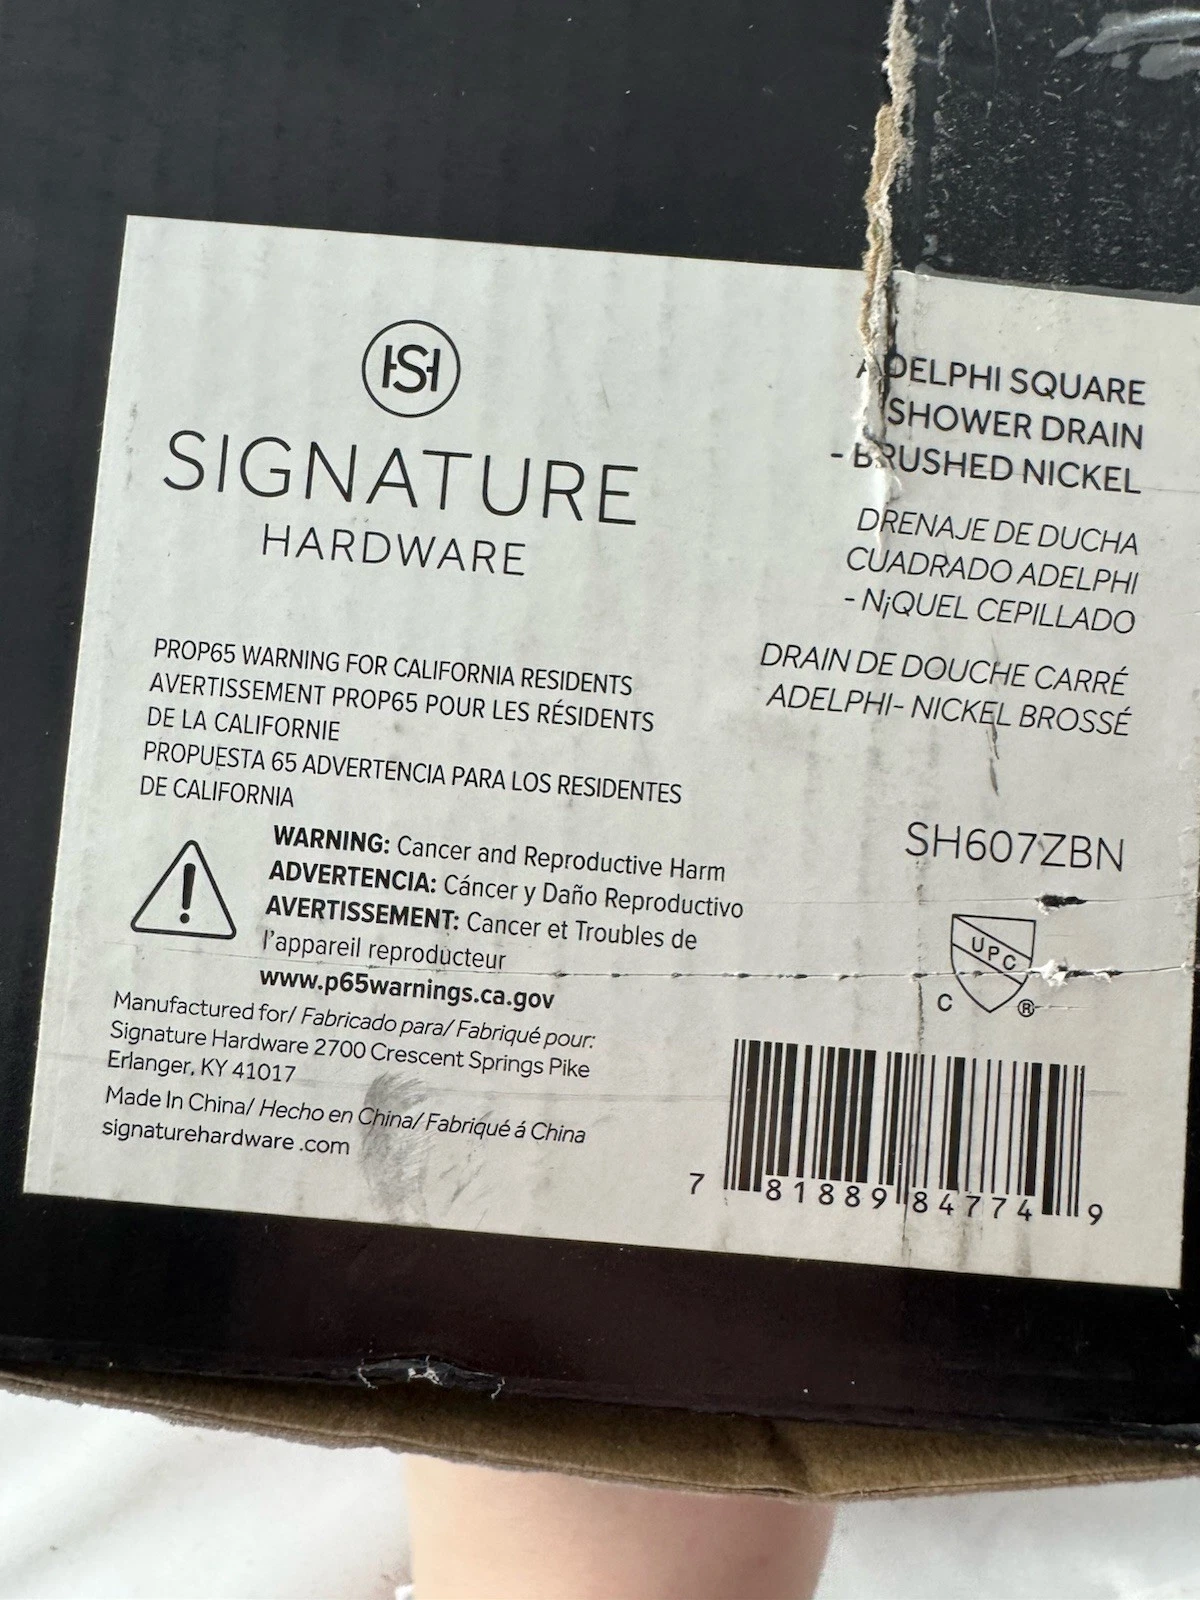 HS
SIGNATURE
HARDWARE
PROP65 WARNING FOR CALIFORNIA RESIDENTS
AVERTISSEMENT PROP65 POUR LES RÉSIDENTS
DE LA CALIFORNIE
PROPUESTA 65 ADVERTENCIA PARA LOS RESIDENTES
DE CALIFORNIA
WARNING: Cancer and Reproductive Harm
ADVERTENCIA: Cáncer y Daño Reproductivo
AVERTISSEMENT: Cancer et Troubles de
l'appareil reproducteur
www.p65warnings.ca.gov
Manufactured for/ Fabricado para/ Fabriqué pour:
Signature Hardware 2700 Crescent Springs Pike
Erlanger, KY 41017
Made In China/ Hecho en China/ Fabriqué á China
signaturehardware.com
ADELPHI SQUARE
SHOWER DRAIN
- BRUSHED NICKEL
DRENAJE DE DUCHA
CUADRADO ADELPHI
- N¡QUEL CEPILLADO
DRAIN DE DOUCHE CARRÉ
ADELPHI- NICKEL BROSSÉ
SH607ZBN
UPC
C ®
7 81889 84774 9